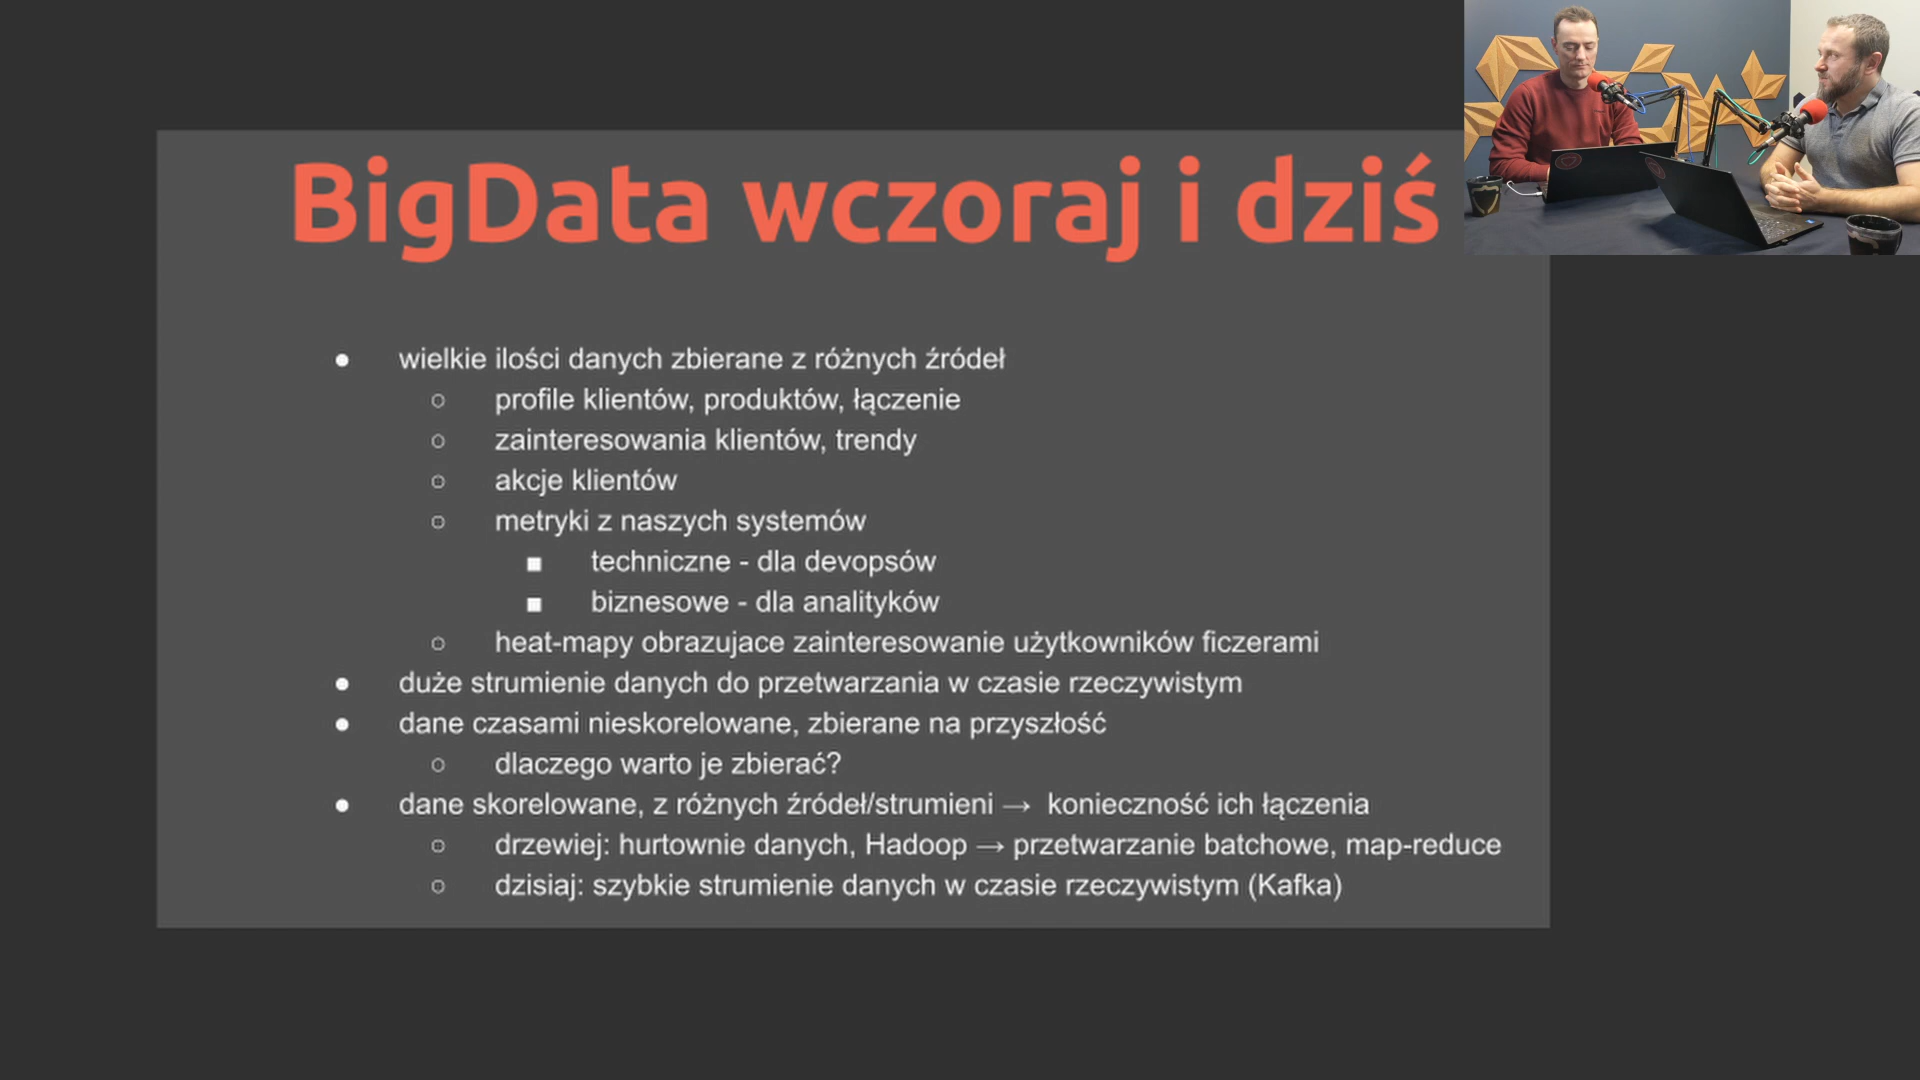 BigData wczoraj i dziś
● wielkie ilości danych zbierane z różnych źródeł
○ profile klientów, produktów, łączenie
○ zainteresowania klientów, trendy
○ akcje klientów
○ metryki z naszych systemów
■ techniczne - dla devopsów
■ biznesowe - dla analityków
○ heat-mapy obrazujace zainteresowanie użytkowników ficzerami
● duże strumienie danych do przetwarzania w czasie rzeczywistym
● dane czasami nieskorelowane, zbierane na przyszłość
○ dlaczego warto je zbierać?
● dane skorelowane, z różnych źródeł/strumieni → konieczność ich łączenia
○ drzewiej: hurtownie danych, Hadoop → przetwarzanie batchowe, map-reduce
○ dzisiaj: szybkie strumienie danych w czasie rzeczywistym (Kafka)